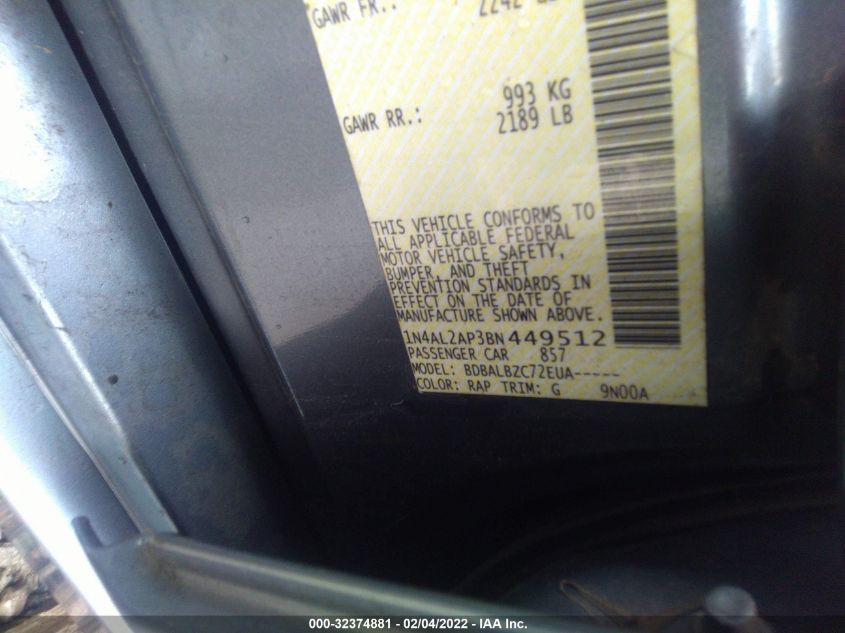 GAWR FR.: 2242 LB
993 KG
GAWR RR.: 2189 LB
THIS VEHICLE CONFORMS TO
ALL APPLICABLE FEDERAL
MOTOR VEHICLE SAFETY,
BUMPER, AND THEFT
PREVENTION STANDARDS IN
EFFECT ON THE DATE OF
MANUFACTURE SHOWN ABOVE.
1N4AL2AP3BN449512
PASSENGER CAR 857
MODEL: BDBALBZC72EUA-----
COLOR: RAP TRIM: G 9N00A
000-32374881 - 02/04/2022 - IAA Inc.